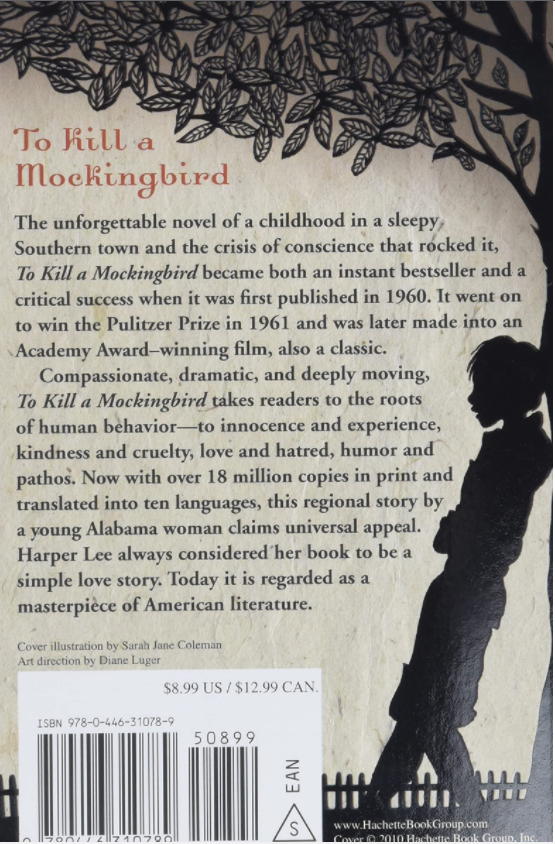 To Kill a
Mockingbird
The unforgettable novel of a childhood in a sleepy
Southern town and the crisis of conscience that rocked it,
To Kill a Mockingbird became both an instant bestseller and a
critical success when it was first published in 1960. It went on
to win the Pulitzer Prize in 1961 and was later made into an
Academy Award–winning film, also a classic.
Compassionate, dramatic, and deeply moving,
To Kill a Mockingbird takes readers to the roots
of human behavior—to innocence and experience,
kindness and cruelty, love and hatred, humor and
pathos. Now with over 18 million copies in print and
translated into ten languages, this regional story by
a young Alabama woman claims universal appeal.
Harper Lee always considered her book to be a
simple love story. Today it is regarded as a
masterpiece of American literature.
Cover illustration by Sarah Jane Coleman
Art direction by Diane Luger
$8.99 US / $12.99 CAN.
ISBN 978-0-446-31078-9
50899
EAN
S
9 780446 310789
www.HachetteBookGroup.com
Cover © 2010 Hachette Book Group, Inc.